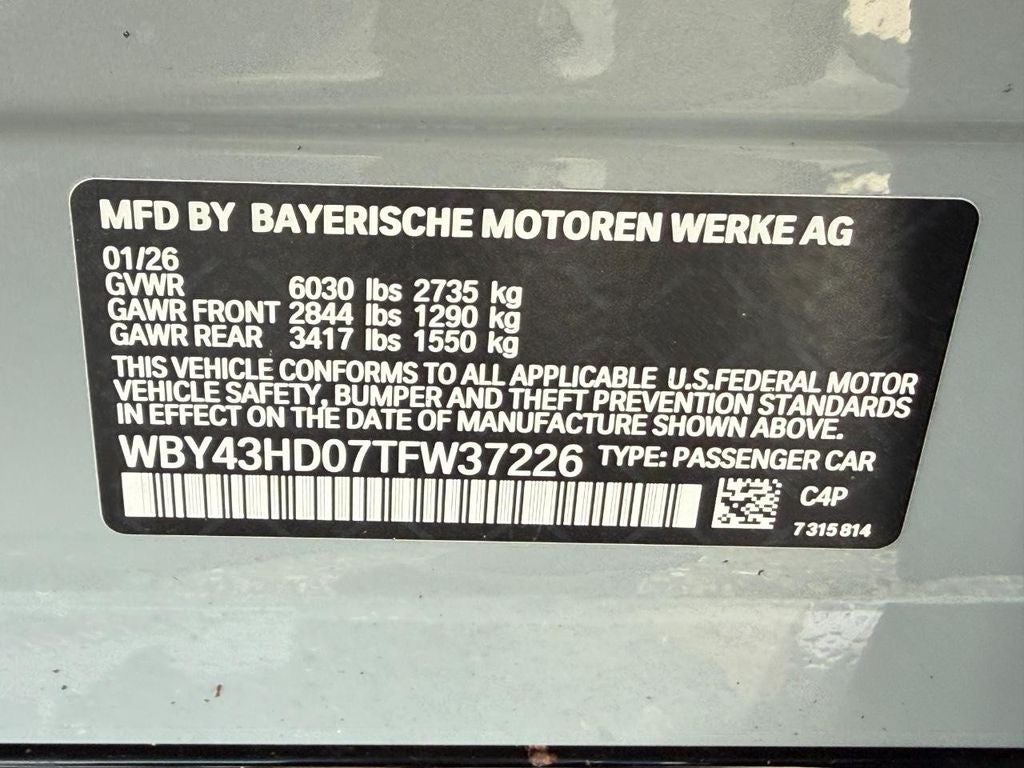 MFD BY BAYERISCHE MOTOREN WERKE AG
01/26
GVWR 6030 lbs 2735 kg
GAWR FRONT 2844 lbs 1290 kg
GAWR REAR 3417 lbs 1550 kg
THIS VEHICLE CONFORMS TO ALL APPLICABLE U.S.FEDERAL MOTOR
VEHICLE SAFETY, BUMPER AND THEFT PREVENTION STANDARDS
IN EFFECT ON THE DATE OF MANUFACTURE SHOWN ABOVE.
WBY43HD07TFW37226 TYPE: PASSENGER CAR
C4P
7 315 814